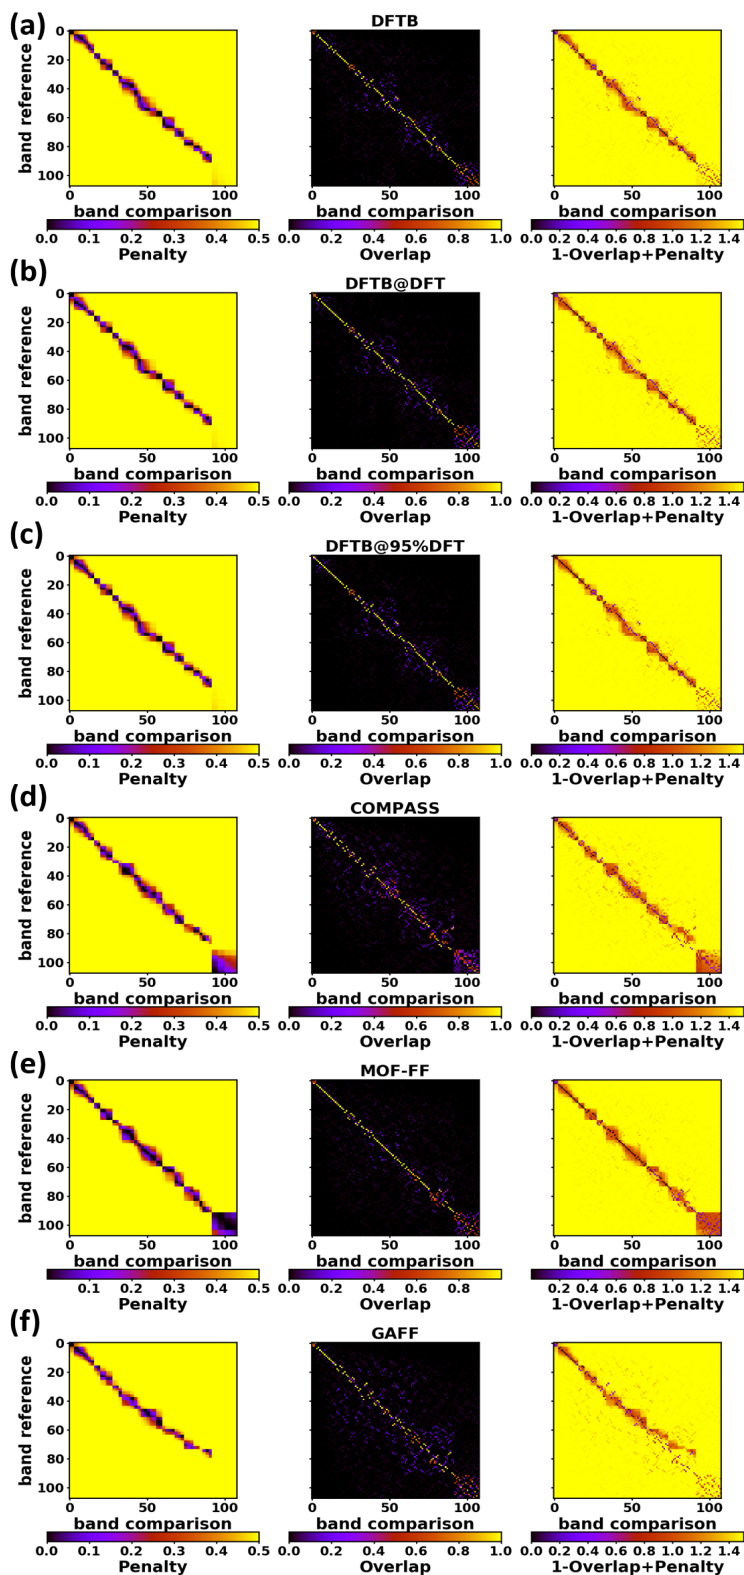 (a)
DFTB
band reference
0
20
40
60
80
100
0 50 100
0 50 100
0 50 100
band comparison
band comparison
band comparison
0.0 0.1 0.2 0.3 0.4 0.5
0.0 0.2 0.4 0.6 0.8 1.0
0.0 0.2 0.4 0.6 0.8 1.0 1.2 1.4
Penalty
Overlap
1-Overlap+Penalty
(b)
DFTB@DFT
band reference
0
20
40
60
80
100
0 50 100
0 50 100
0 50 100
band comparison
band comparison
band comparison
0.0 0.1 0.2 0.3 0.4 0.5
0.0 0.2 0.4 0.6 0.8 1.0
0.0 0.2 0.4 0.6 0.8 1.0 1.2 1.4
Penalty
Overlap
1-Overlap+Penalty
(c)
DFTB@95%DFT
band reference
0
20
40
60
80
100
0 50 100
0 50 100
0 50 100
band comparison
band comparison
band comparison
0.0 0.1 0.2 0.3 0.4 0.5
0.0 0.2 0.4 0.6 0.8 1.0
0.0 0.2 0.4 0.6 0.8 1.0 1.2 1.4
Penalty
Overlap
1-Overlap+Penalty
(d)
COMPASS
band reference
0
20
40
60
80
100
0 50 100
0 50 100
0 50 100
band comparison
band comparison
band comparison
0.0 0.1 0.2 0.3 0.4 0.5
0.0 0.2 0.4 0.6 0.8 1.0
0.0 0.2 0.4 0.6 0.8 1.0 1.2 1.4
Penalty
Overlap
1-Overlap+Penalty
(e)
MOF-FF
band reference
0
20
40
60
80
100
0 50 100
0 50 100
0 50 100
band comparison
band comparison
band comparison
0.0 0.1 0.2 0.3 0.4 0.5
0.0 0.2 0.4 0.6 0.8
0.2 0.4 0.6 0.8 1.0 1.2 1.4
Penalty
Overlap
1-Overlap+Penalty
(f)
GAFF
band reference
0
20
40
60
80
100
0 50 100
0 50 100
0 50 100
band comparison
band comparison
band comparison
0.0 0.1 0.2 0.3 0.4 0.5
0.0 0.2 0.4 0.6 0.8 1.0
0.0 0.2 0.4 0.6 0.8 1.0 1.2 1.4
Penalty
Overlap
1-Overlap+Penalty